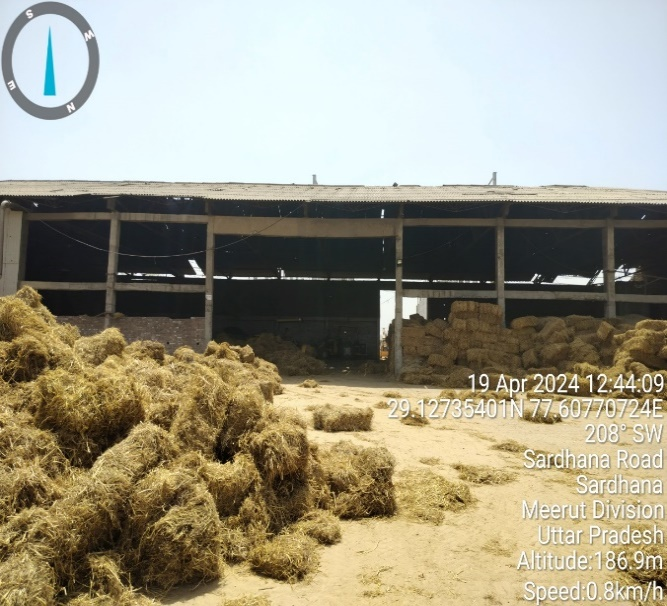 S
W
E
N
19 Apr 2024 12:44:09
29.12735401N 77.60770724E
208° SW
Sardhana Road
Sardhana
Meerut Division
Uttar Pradesh
Altitude:186.9m
Speed:0.8km/h